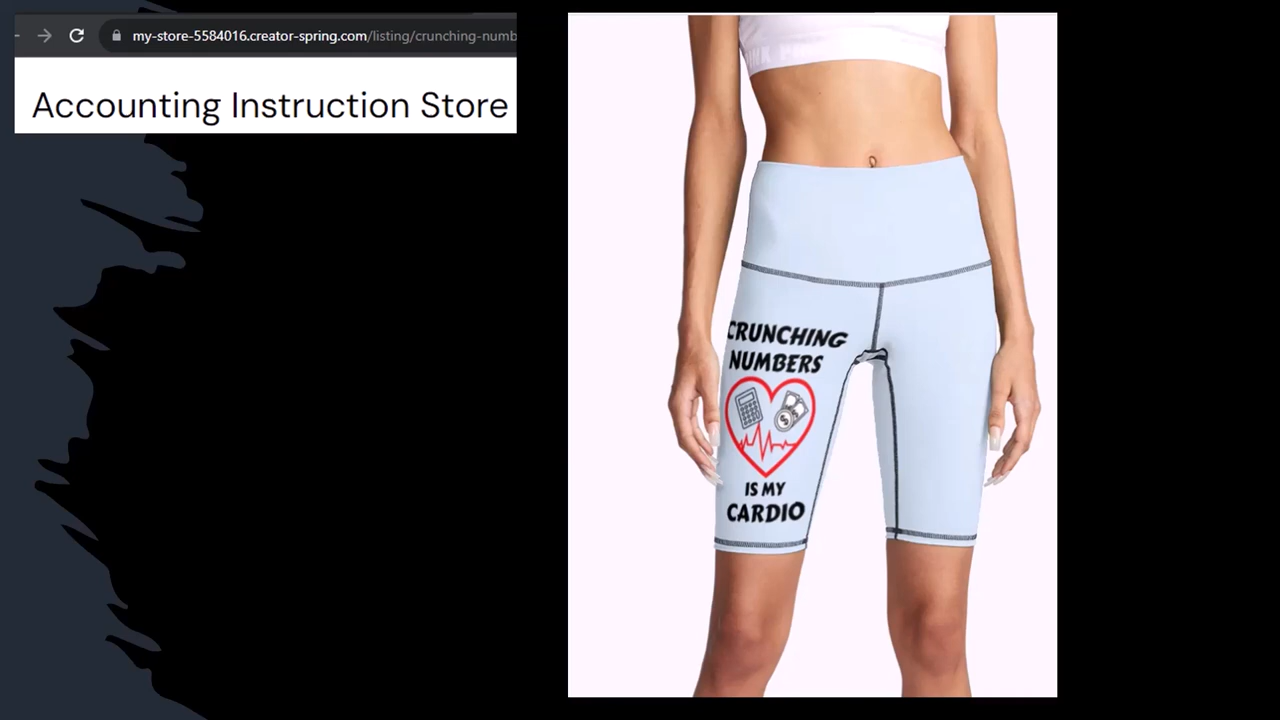 my-store-5584016.creator-spring.com/listing/crunching-numb
Accounting Instruction Store
CRUNCHING
NUMBERS
IS MY
CARDIO